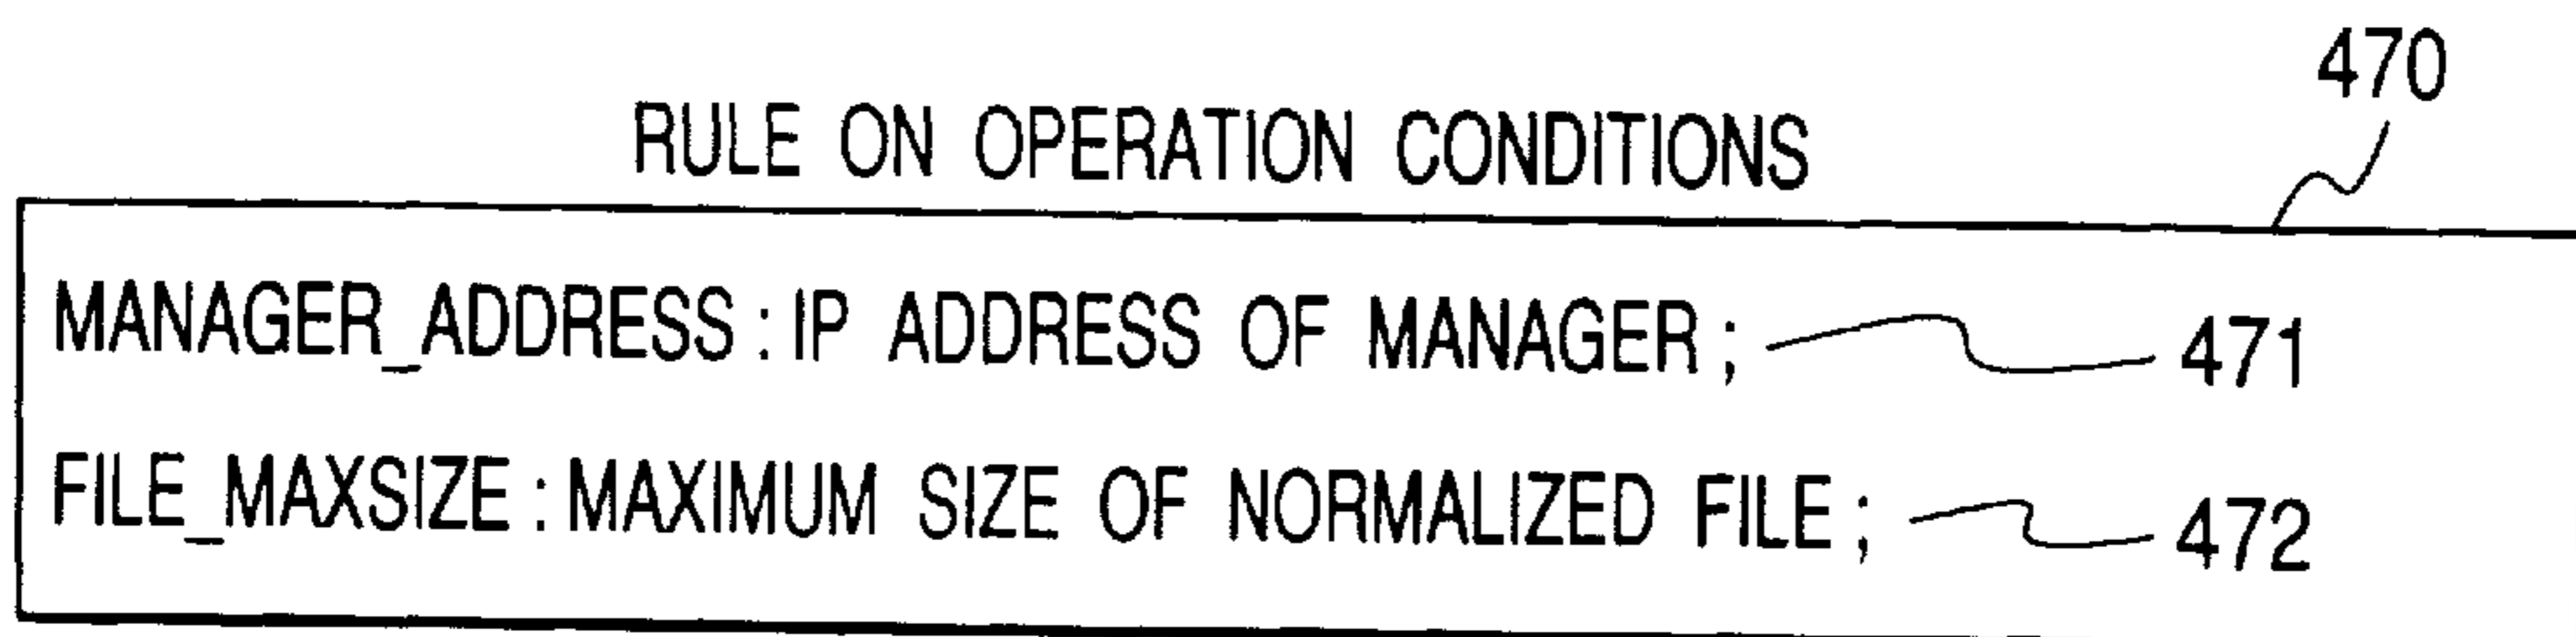 470
RULE ON OPERATION CONDITIONS
MANAGER_ADDRESS : IP ADDRESS OF MANAGER ; 471
FILE_MAXSIZE : MAXIMUM SIZE OF NORMALIZED FILE ; 472